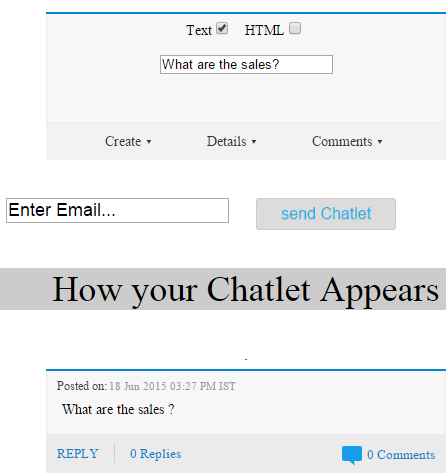 Text HTML
What are the sales?
Create ▾ Details ▾ Comments ▾
Enter Email... send Chatlet
How your Chatlet Appears
.
Posted on: 18 Jun 2015 03:27 PM IST
What are the sales ?
REPLY 0 Replies 0 Comments